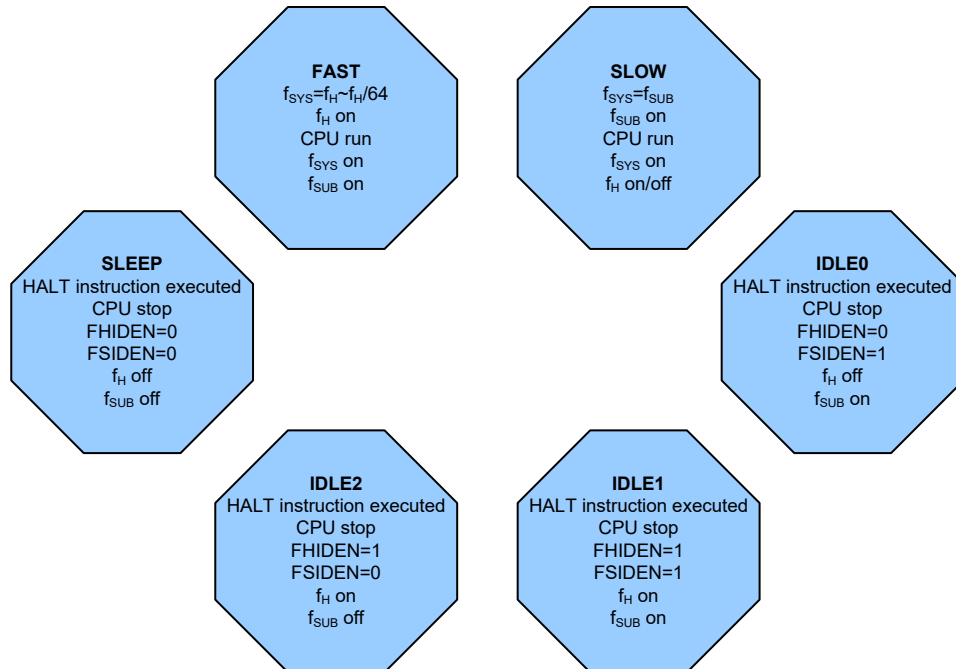 FAST
fSYS=fH~fH/64
fH on
CPU run
fSYS on
fSUB on
SLOW
fSYS=fSUB
fSUB on
CPU run
fSYS on
fH on/off
SLEEP
HALT instruction executed
CPU stop
FHIDEN=0
FSIDEN=0
fH off
fSUB off
IDLE0
HALT instruction executed
CPU stop
FHIDEN=0
FSIDEN=1
fH off
fSUB on
IDLE2
HALT instruction executed
CPU stop
FHIDEN=1
FSIDEN=0
fH on
fSUB off
IDLE1
HALT instruction executed
CPU stop
FHIDEN=1
FSIDEN=1
fH on
fSUB on